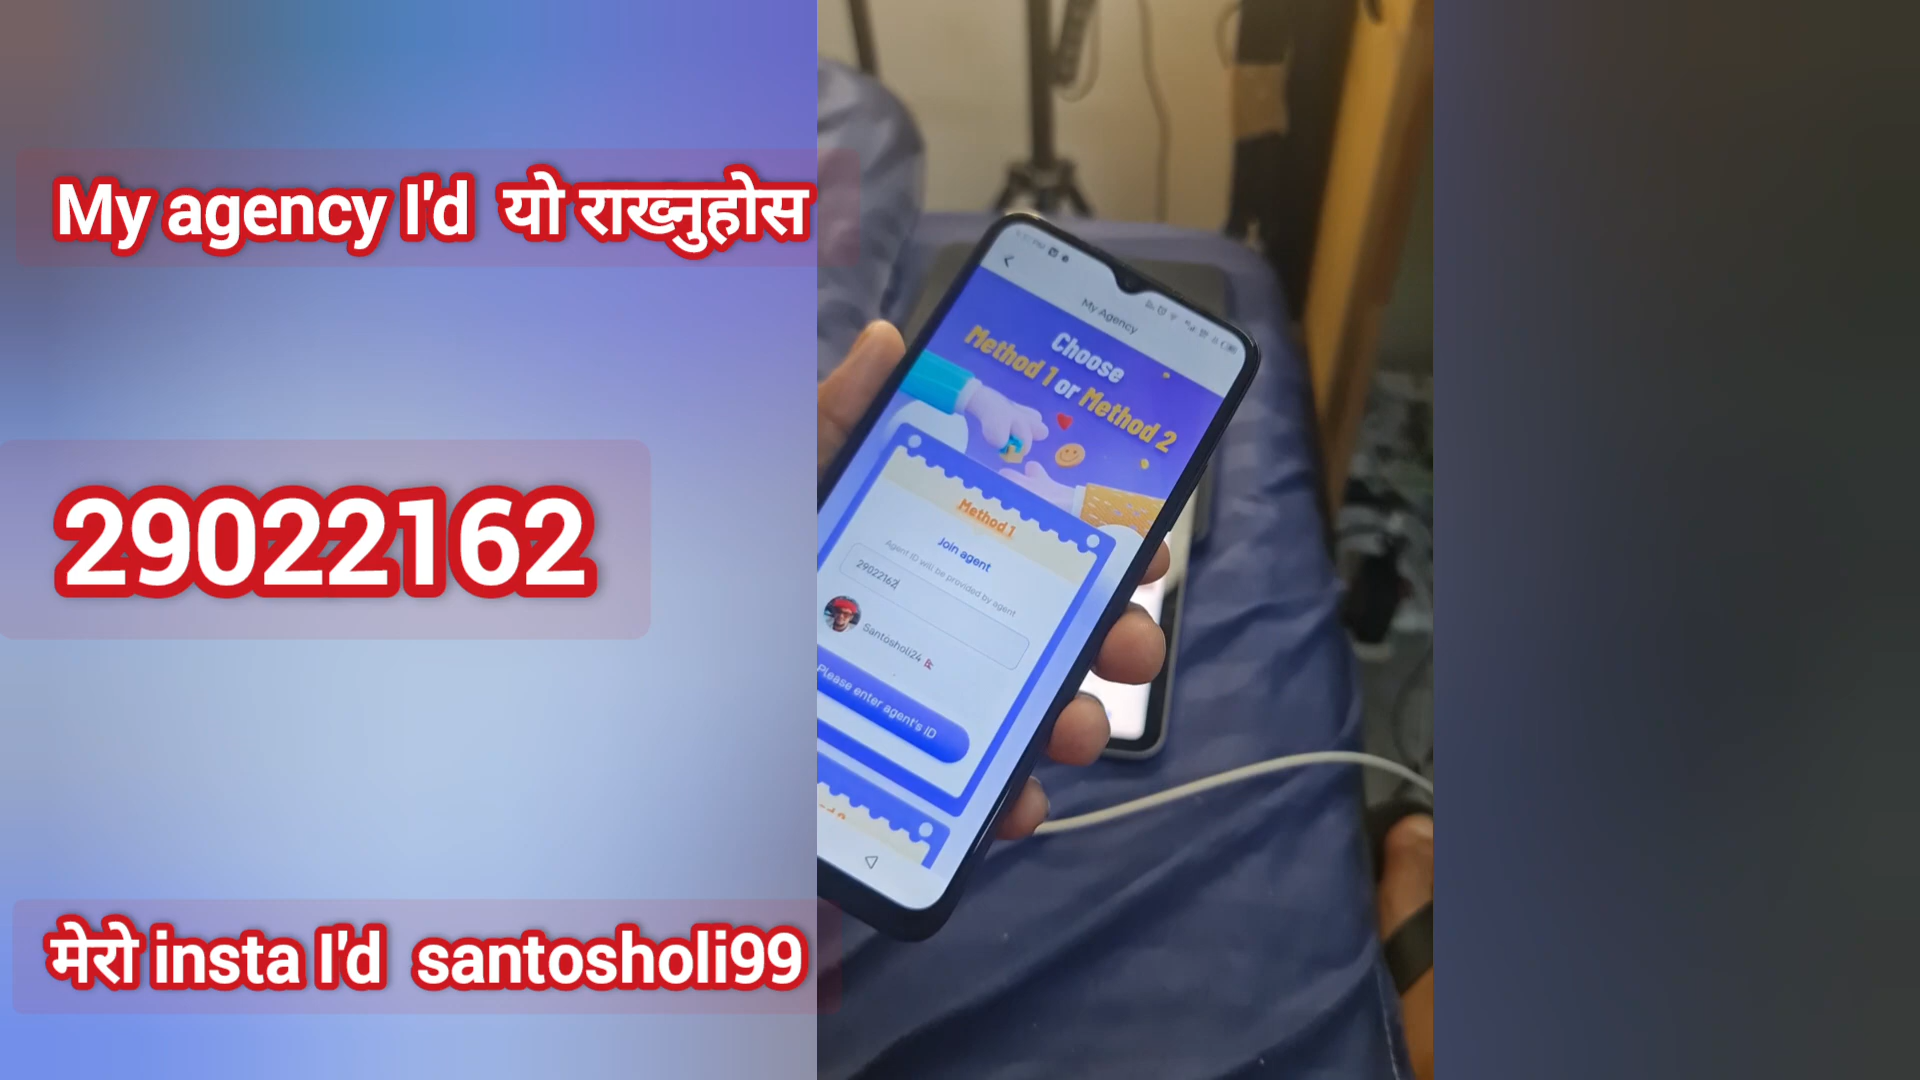 My agency I'd यो राख्नुहोस
29022162
मेरो insta I'd santosholi99
My Agency
Choose
Method 1 or Method 2
Method 1
Join agent
Agent ID will be provided by agent
29022162
Santosholi24
Please enter agent's ID